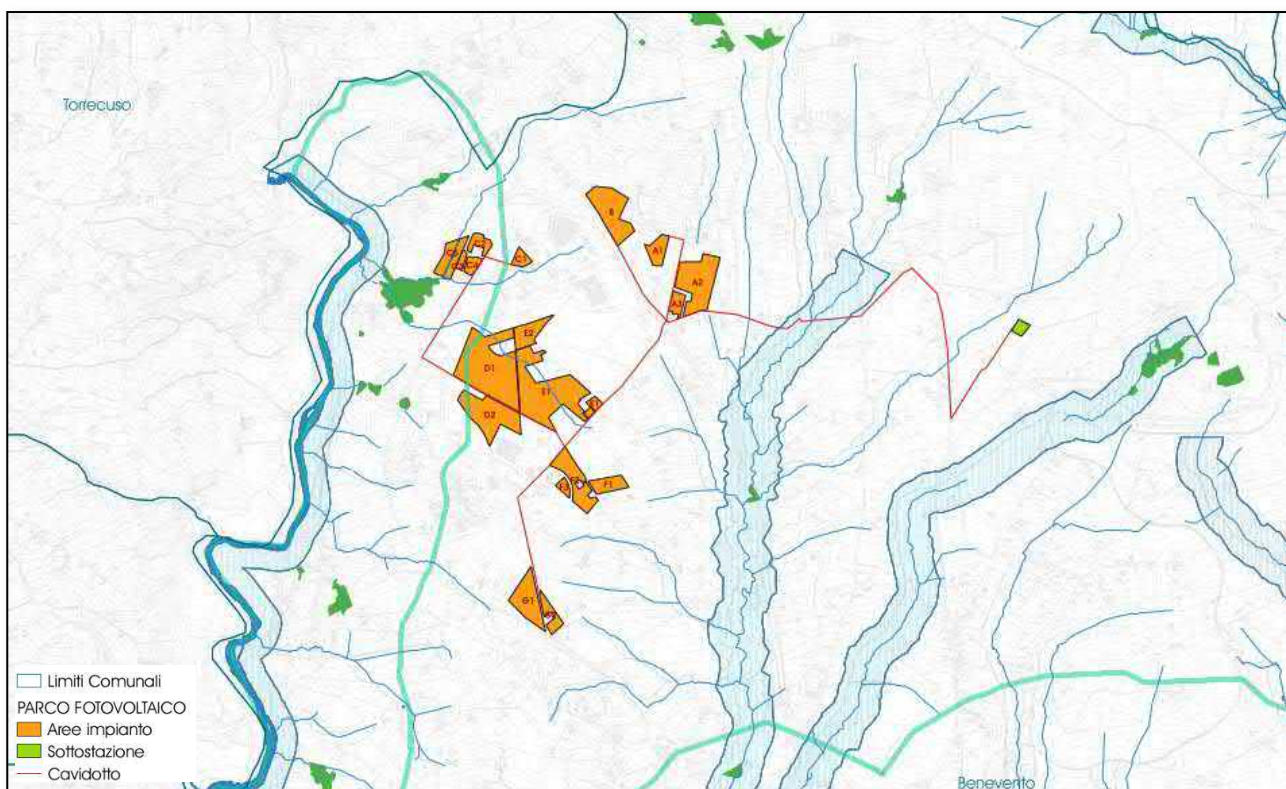 Torrecuso
B
A1
A2
A3
C1
D1
E2
E1
D2
F1
G1
Limiti Comunali
PARCO FOTOVOLTAICO
Aree impianto
Sottostazione
Cavidotto
Benevento